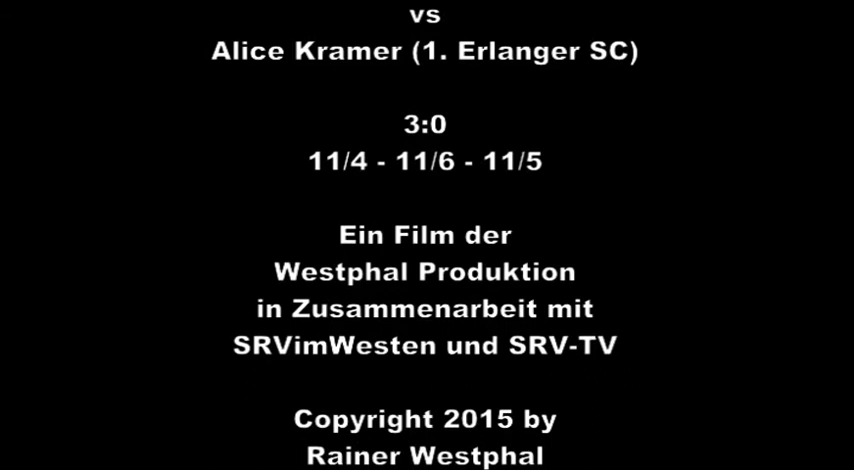 vs
Alice Kramer (1. Erlanger SC)
3:0
11/4 - 11/6 - 11/5
Ein Film der
Westphal Produktion
in Zusammenarbeit mit
SRVimWesten und SRV-TV
Copyright 2015 by
Rainer Westphal